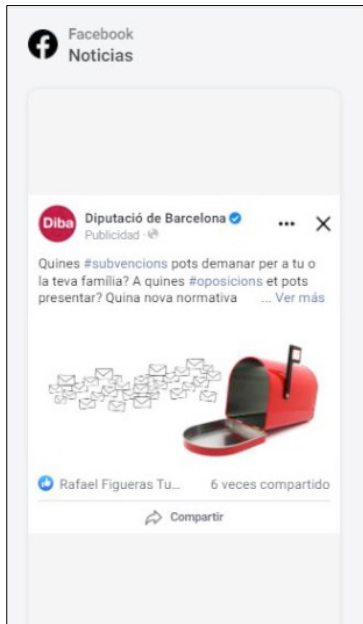 Facebook
Noticias
Diba
Diputació de Barcelona
Publicidad ·
Quines #subvencions pots demanar per a tu o
la teva família? A quines #oposicions et pots
presentar? Quina nova normativa ... Ver más
Rafael Figueras Tu... 6 veces compartido
Compartir